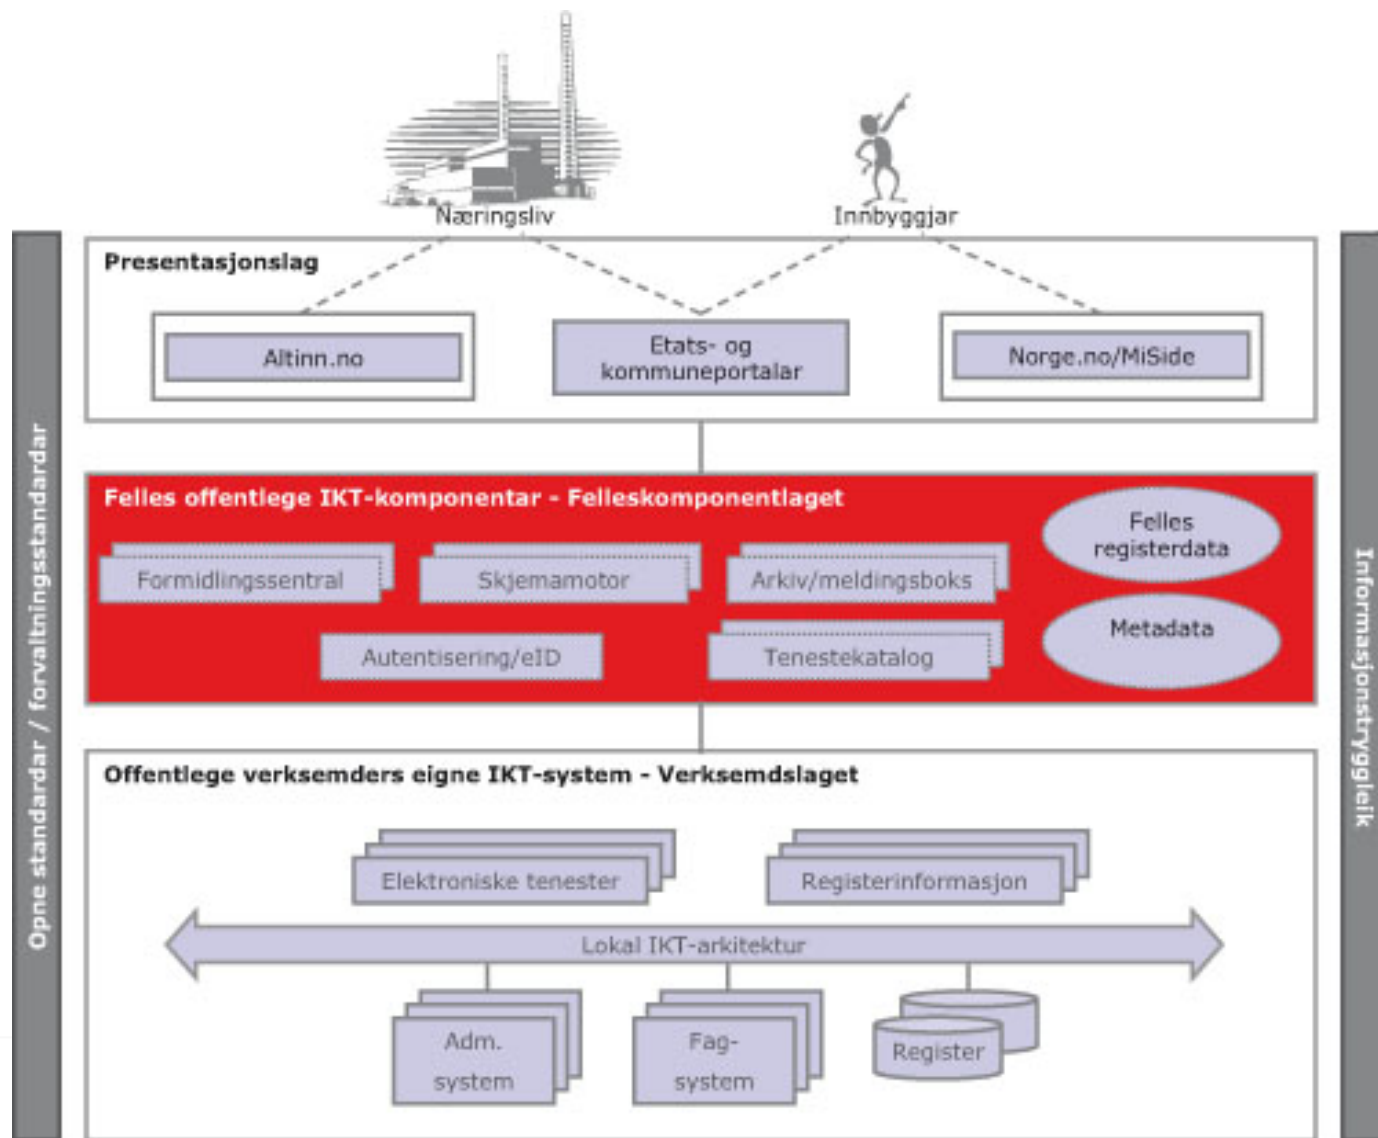 Næringsliv
Innbyggjar
Presentasjonslag
Altinn.no
Etats- og
kommuneportalar
Norge.no/MiSide
Felles offentlege IKT-komponentar - Felleskomponentlaget
Felles
registerdata
Formidlingssentral
Skjemamotor
Arkiv/meldingsboks
Metadata
Autentisering/eID
Tenestekatalog
Offentlege verksemders eigne IKT-system - Verksemdslaget
Elektroniske tenester
Registerinformasjon
Lokal IKT-arkitektur
Adm.
system
Fag-
system
Register
Opne standardar / forvaltningsstandardar
Informasjonstryggleik